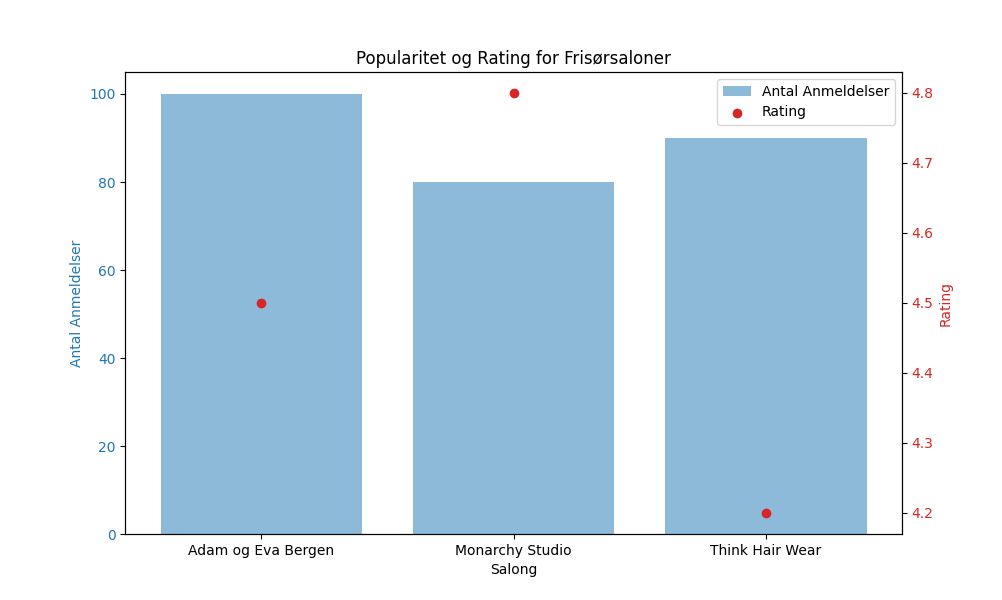 Popularitet og Rating for Frisørsaloner
Antal Anmeldelser
Rating
100
80
60
40
20
0
Antal Anmeldelser
4.8
4.7
4.6
4.5
4.4
4.3
4.2
Rating
Adam og Eva Bergen
Monarchy Studio
Think Hair Wear
Salong